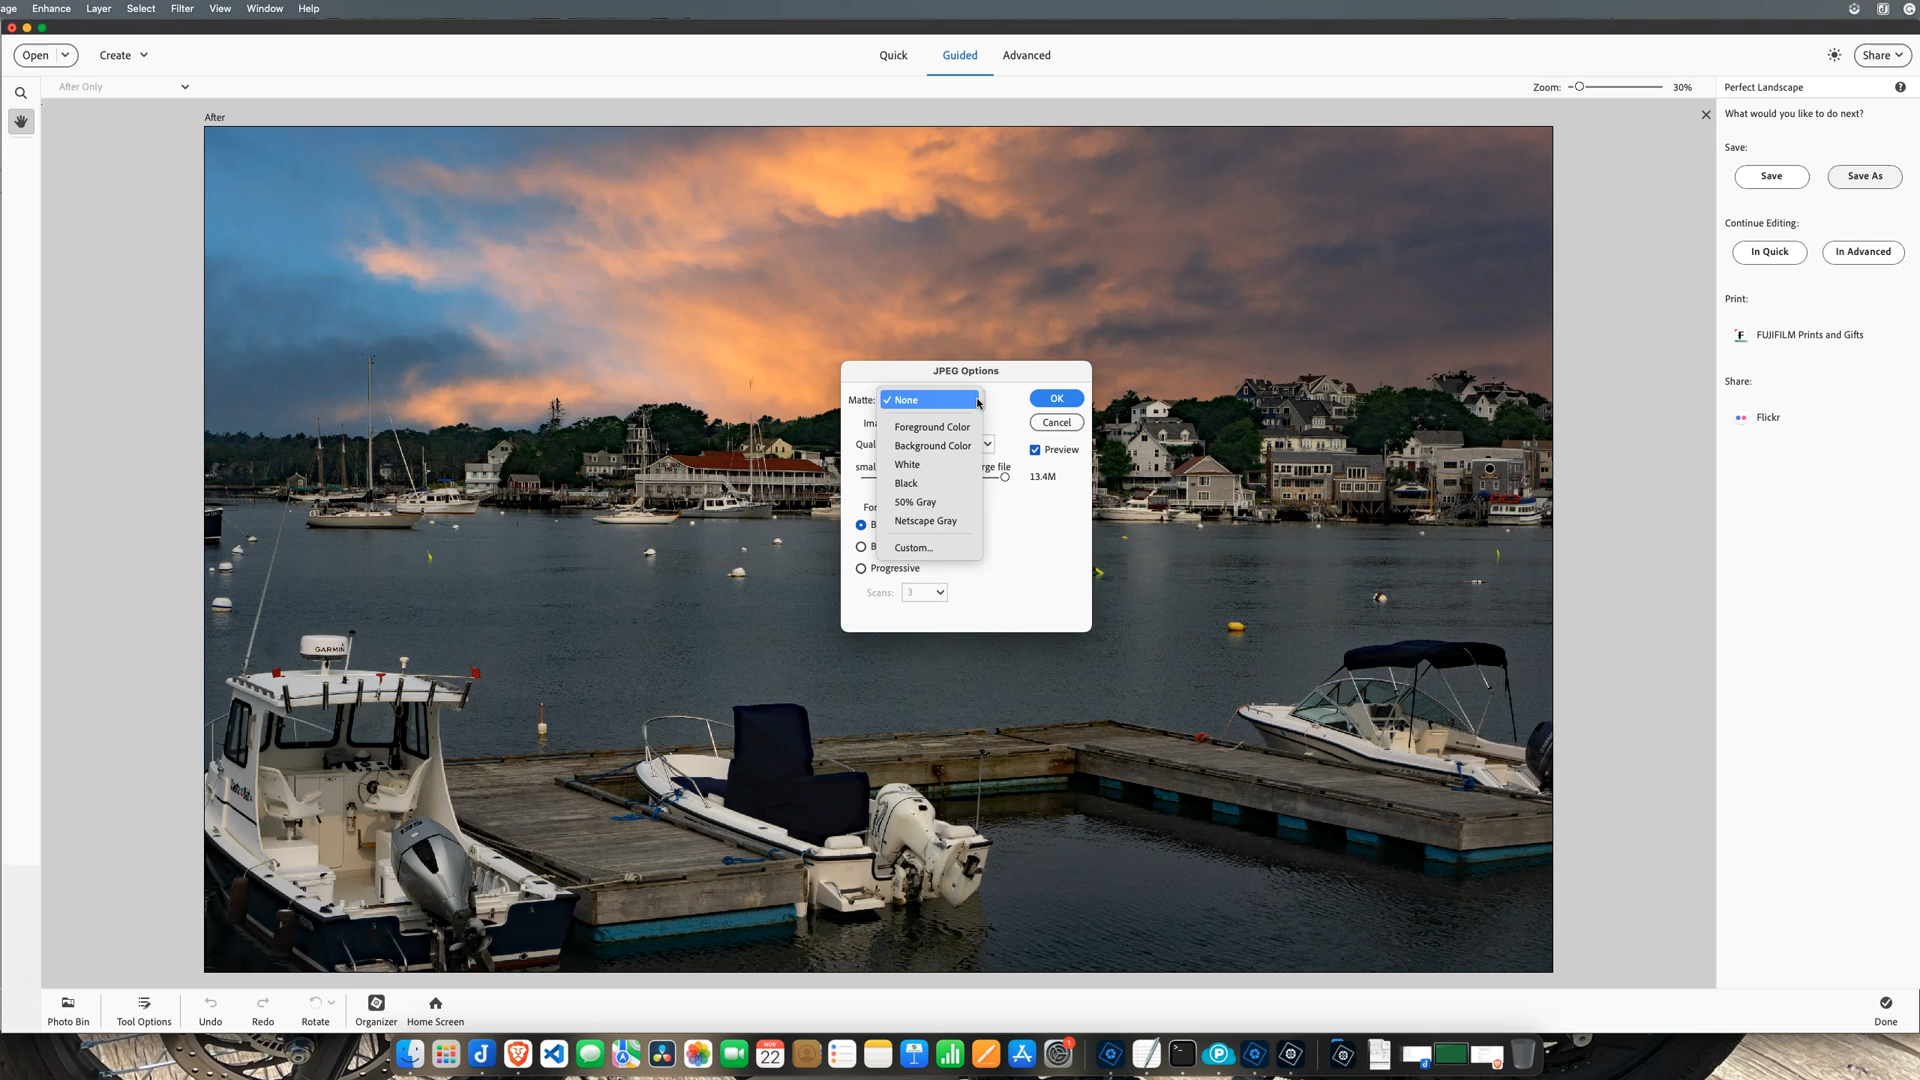 age Enhance Layer Select Filter View Window Help
Open Create Quick Guided Advanced Share
After Only Zoom: 30% Perfect Landscape
After
What would you like to do next?
Save:
Save Save As
Continue Editing:
In Quick In Advanced
Print:
FUJIFILM Prints and Gifts
Share:
Flickr
JPEG Options
Matte: None OK
Foreground Color
Cancel
Background Color
Preview
White
13.4M
Black
50% Gray
Netscape Gray
Custom...
Progressive
Scans: 3
GARMIN
Photo Bin Tool Options Undo Redo Rotate Organizer Home Screen Done
NOV
22
1